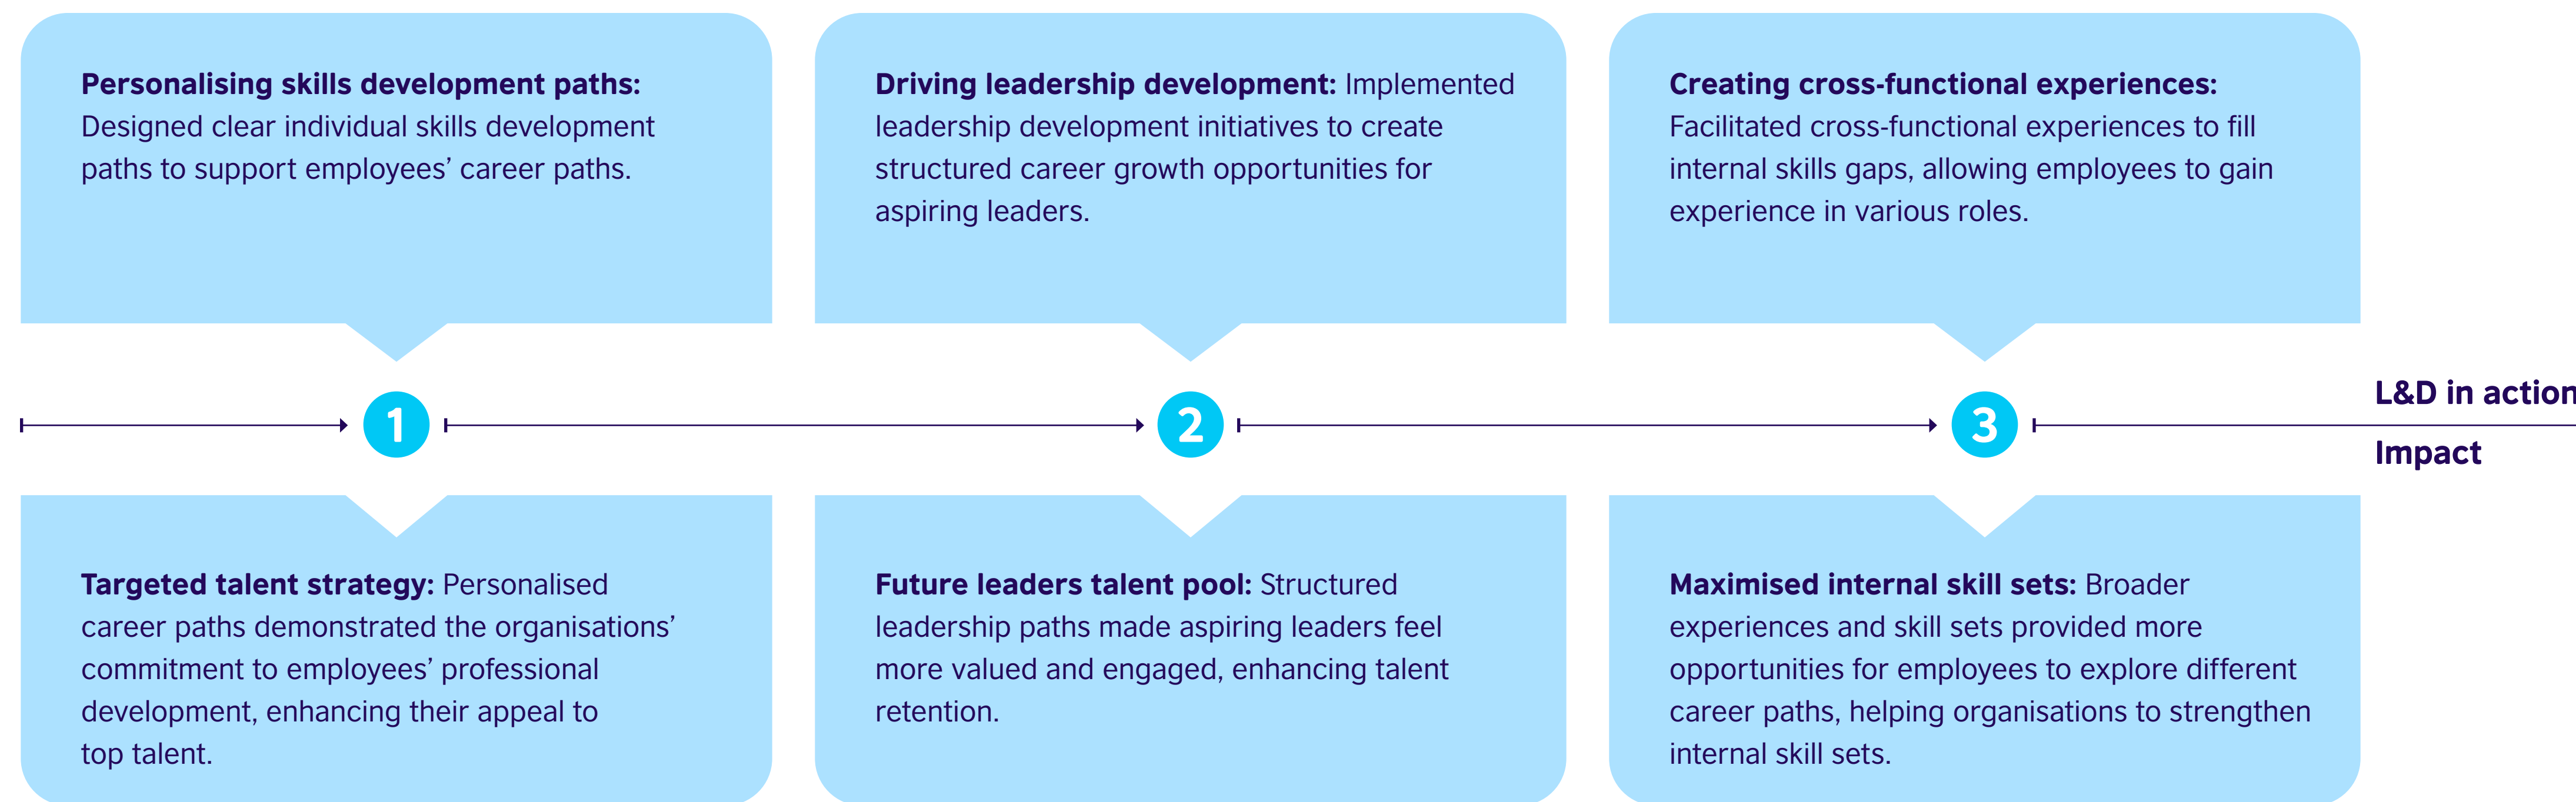 Personalising skills development paths:
Designed clear individual skills development
paths to support employees’ career paths.
Driving leadership development: Implemented
leadership development initiatives to create
structured career growth opportunities for
aspiring leaders.
Creating cross-functional experiences:
Facilitated cross-functional experiences to fill
internal skills gaps, allowing employees to gain
experience in various roles.
1
2
3
L&D in action
Impact
Targeted talent strategy: Personalised
career paths demonstrated the organisations’
commitment to employees’ professional
development, enhancing their appeal to
top talent.
Future leaders talent pool: Structured
leadership paths made aspiring leaders feel
more valued and engaged, enhancing talent
retention.
Maximised internal skill sets: Broader
experiences and skill sets provided more
opportunities for employees to explore different
career paths, helping organisations to strengthen
internal skill sets.